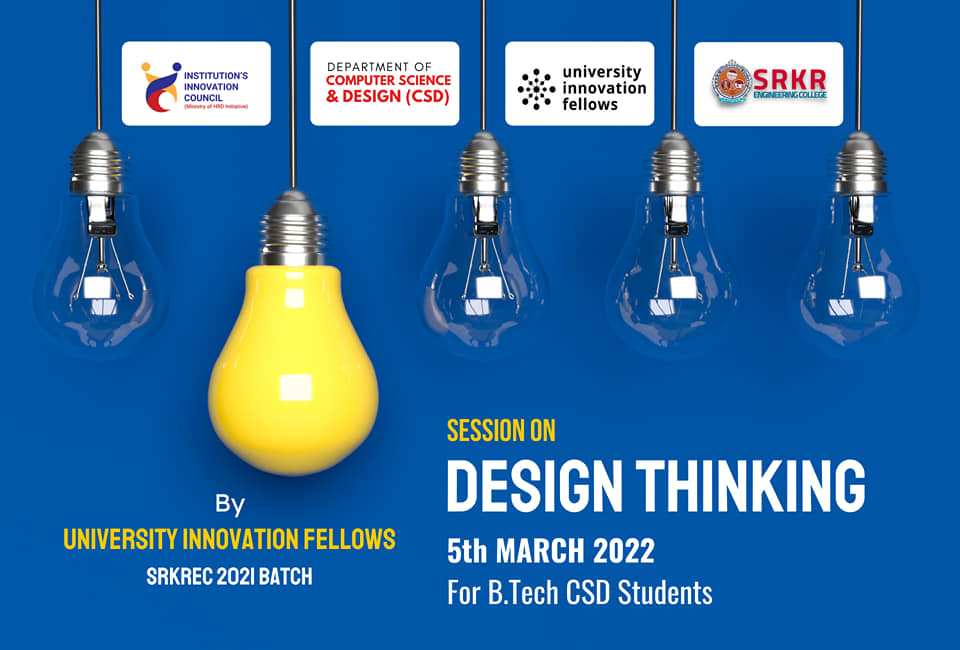 INSTITUTION'S
INNOVATION
COUNCIL
(Ministry of HRD Initiative)
DEPARTMENT OF
COMPUTER SCIENCE
& DESIGN (CSD)
university
innovation
fellows
SRKR
ENGINEERING COLLEGE
SESSION ON
DESIGN THINKING
5th MARCH 2022
For B.Tech CSD Students
By
UNIVERSITY INNOVATION FELLOWS
SRKREC 2021 BATCH